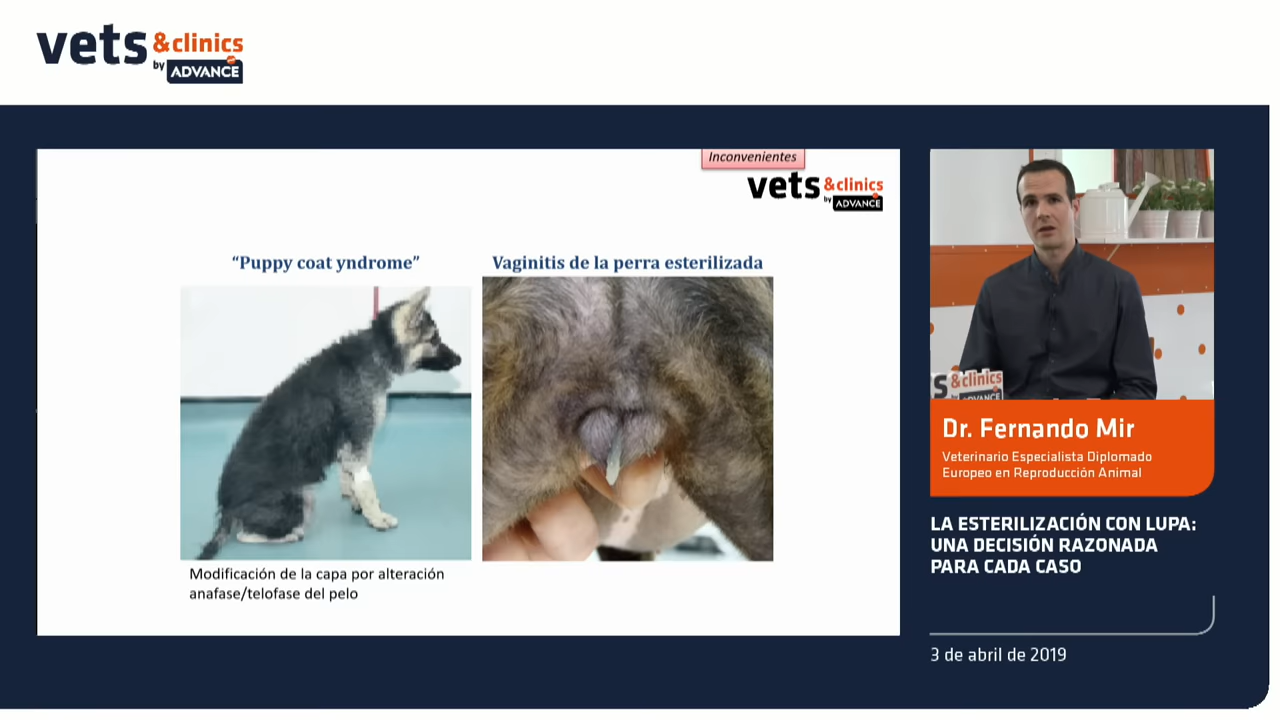 vets &clinics
by ADVANCE
Inconvenientes
vets &clinics
by ADVANCE
“Puppy coat yndrome”
Vaginitis de la perra esterilizada
Modificación de la capa por alteración
anafase/telofase del pelo
S &clinics
ADVANCE
Dr. Fernando Mir
Veterinario Especialista Diplomado
Europeo en Reproducción Animal
LA ESTERILIZACIÓN CON LUPA:
UNA DECISIÓN RAZONADA
PARA CADA CASO
3 de abril de 2019